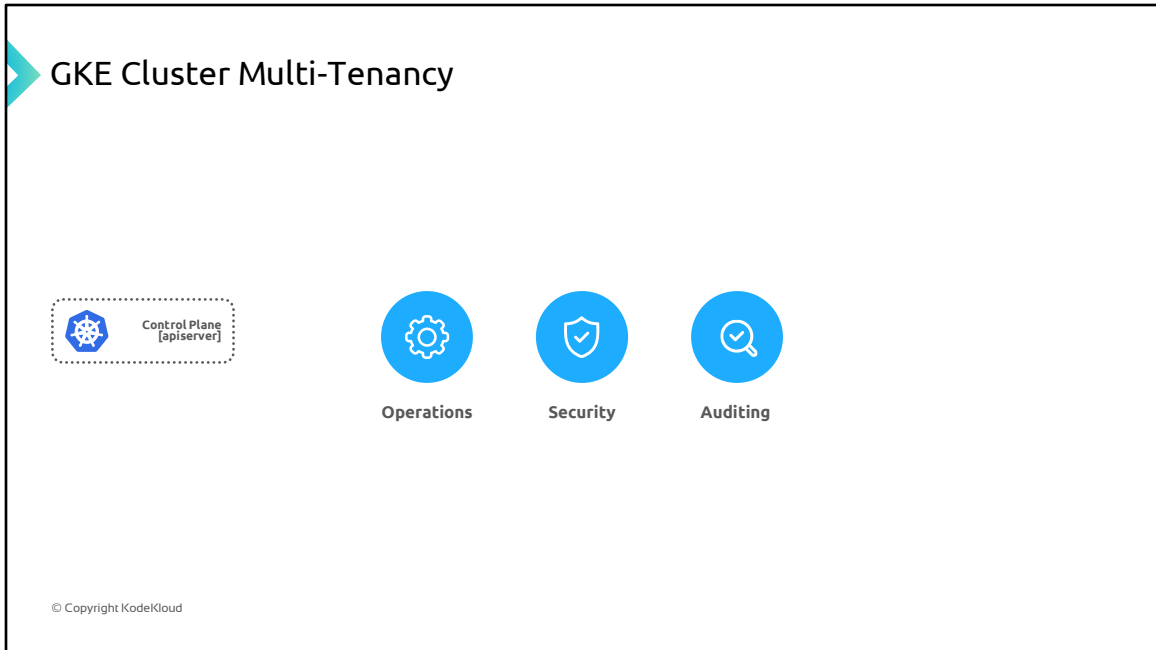 GKE Cluster Multi-Tenancy
Control Plane
[apiserver]
Operations
Security
Auditing
© Copyright KodeKloud